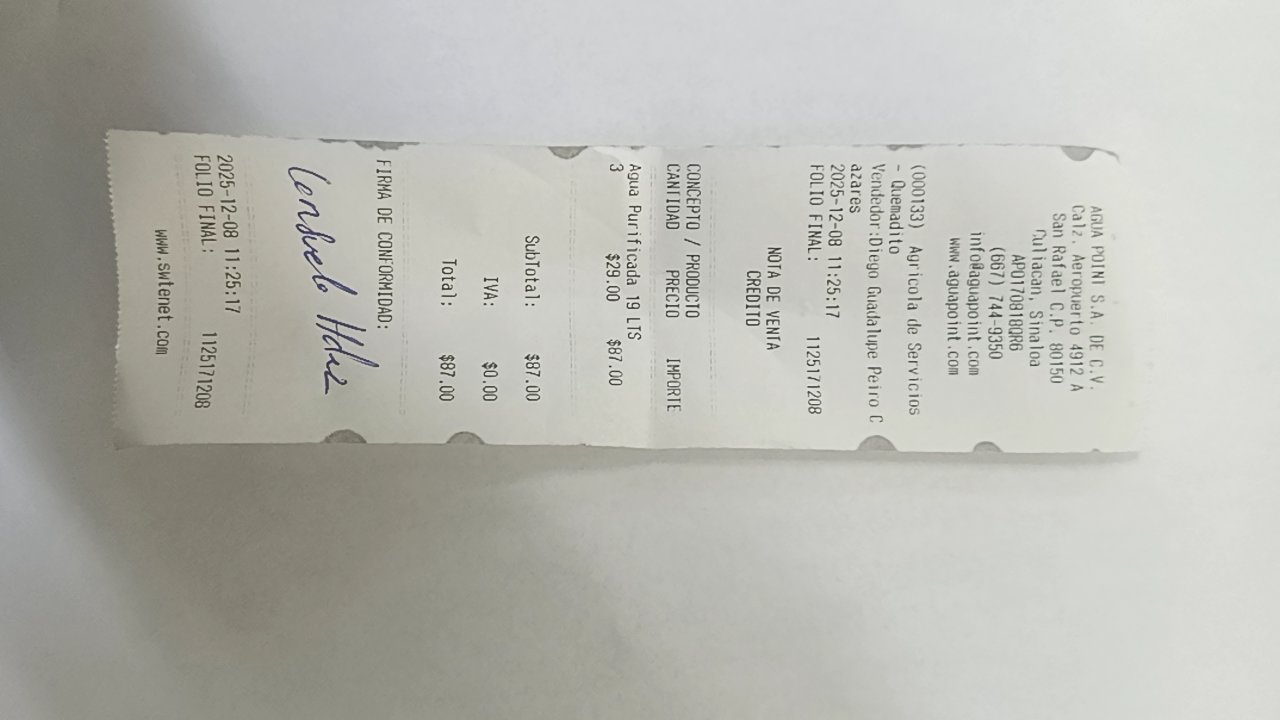 AGUA POINT S.A. DE C.V.
Calz. Aeropuerto 4912 A
San Rafael C.P. 80150
Culiacan, Sinaloa
APO170818QR6
(667) 744-9350
info@aguapoint.com
www.aguapoint.com
(000133) Agricola de Servicios
- Quemadito
Vendedor:Diego Guadalupe Peiro C
azares
2025-12-08 11:25:17
FOLIO FINAL: 1125171208
NOTA DE VENTA
CREDITO
CONCEPTO / PRODUCTO
CANTIDAD PRECIO IMPORTE
Agua Purificada 19 LTS
3 $29.00 $87.00
SubTotal: $87.00
IVA: $0.00
Total: $87.00
FIRMA DE CONFORMIDAD:
2025-12-08 11:25:17
FOLIO FINAL: 1125171208
www.swtenet.com